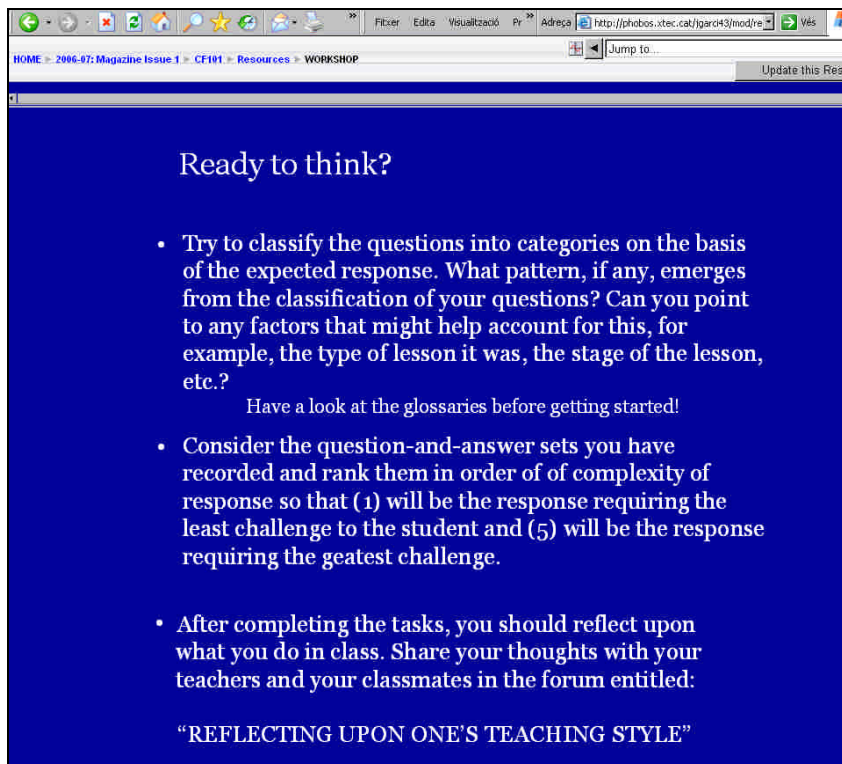 » Fitxer Edita Visualització Pr » Adreça http://phobos.xtec.cat/jgarci43/mod/re Vés
Jump to...
HOME ► 2006-07: Magazine Issue 1 ► CF101 ► Resources ► WORKSHOP
Update this Res
Ready to think?
• Try to classify the questions into categories on the basis
of the expected response. What pattern, if any, emerges
from the classification of your questions? Can you point
to any factors that might help account for this, for
example, the type of lesson it was, the stage of the lesson,
etc.?
Have a look at the glossaries before getting started!
• Consider the question-and-answer sets you have
recorded and rank them in order of of complexity of
response so that (1) will be the response requiring the
least challenge to the student and (5) will be the response
requiring the geatest challenge.
• After completing the tasks, you should reflect upon
what you do in class. Share your thoughts with your
teachers and your classmates in the forum entitled:
“REFLECTING UPON ONE’S TEACHING STYLE”